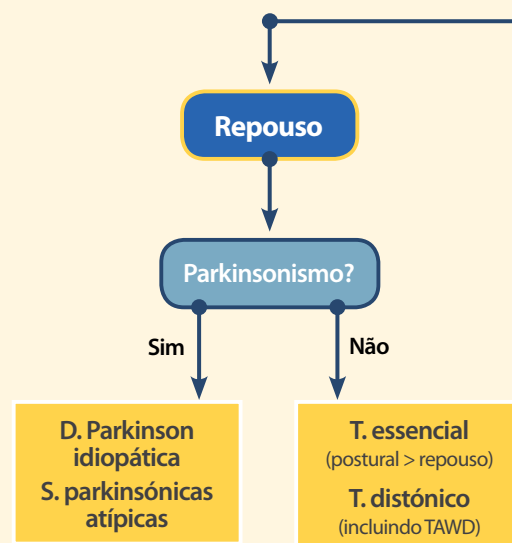 Repouso
Parkinsonismo?
Sim
Não
D. Parkinson
idiopática
S. parkinsónicas
atípicas
T. essencial
(postural > repouso)
T. distónico
(incluindo TAWD)